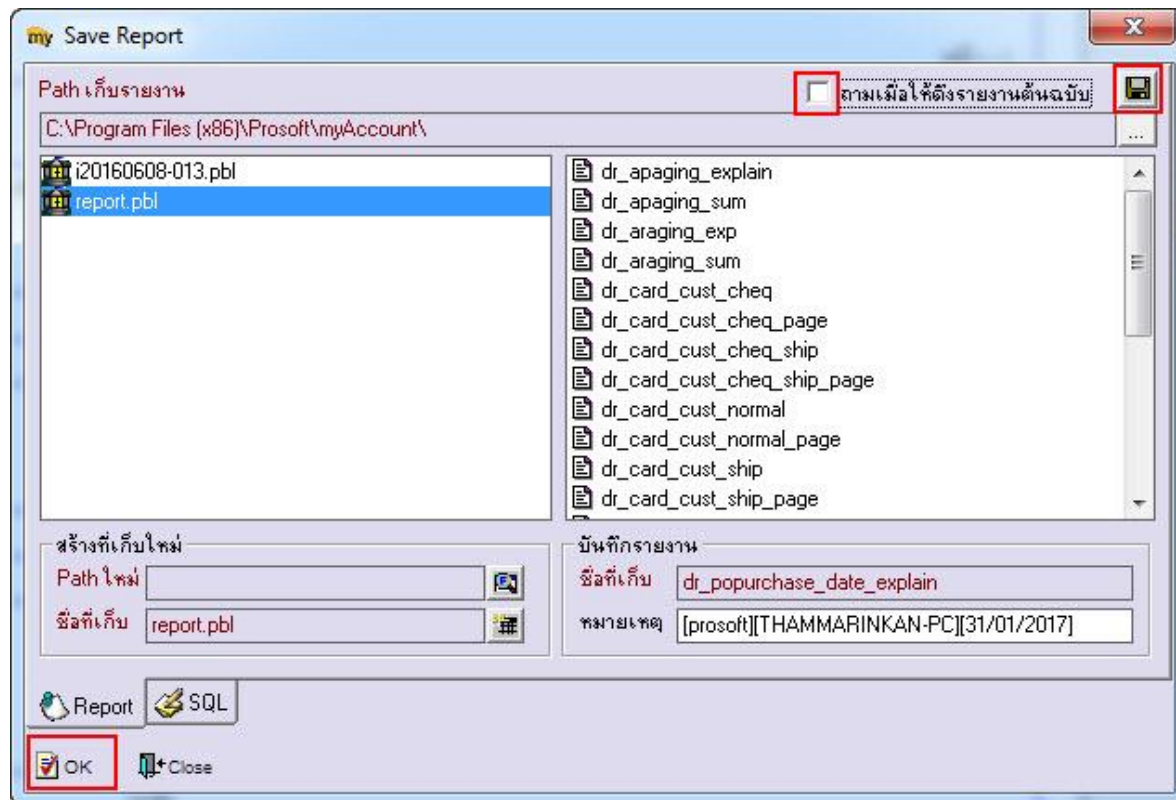 my Save Report
Path เก็บรายงาน
ถามเมื่อให้ดึงรายงานต้นฉบับ
C:\Program Files (x86)\Prosoft\myAccount\
...
i20160608-013.pbl
report.pbl
dr_apaging_explain
dr_apaging_sum
dr_araging_exp
dr_araging_sum
dr_card_cust_cheq
dr_card_cust_cheq_page
dr_card_cust_cheq_ship
dr_card_cust_cheq_ship_page
dr_card_cust_normal
dr_card_cust_normal_page
dr_card_cust_ship
dr_card_cust_ship_page
สร้างที่เก็บใหม่
Path ใหม่
ชื่อที่เก็บ report.pbl
บันทึกรายงาน
ชื่อที่เก็บ dr_popurchase_date_explain
หมายเหตุ [prosoft][THAMMARINKAN-PC][31/01/2017]
Report SQL
OK Close